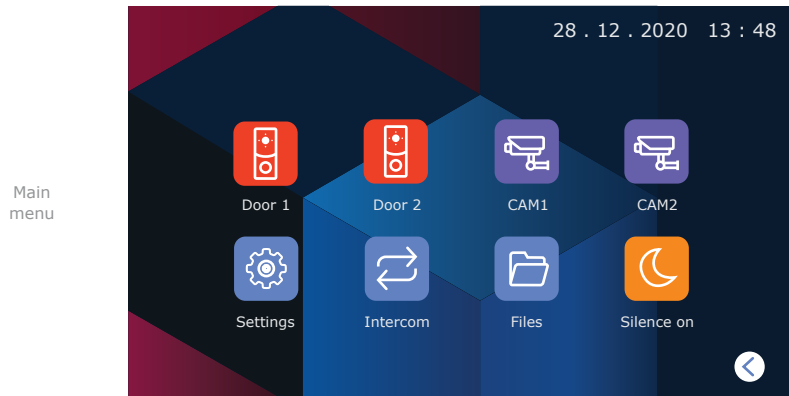 28 . 12 . 2020 13 : 48
Main
menu
Door 1 Door 2 CAM1 CAM2
Settings Intercom Files Silence on